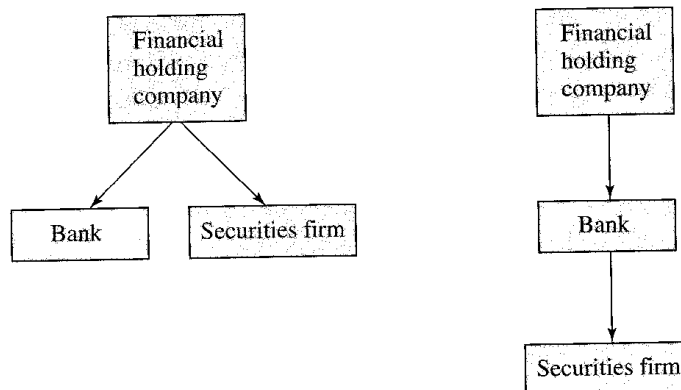 Financial
holding
company
Bank
Securities firm
Financial
holding
company
Bank
Securities firm